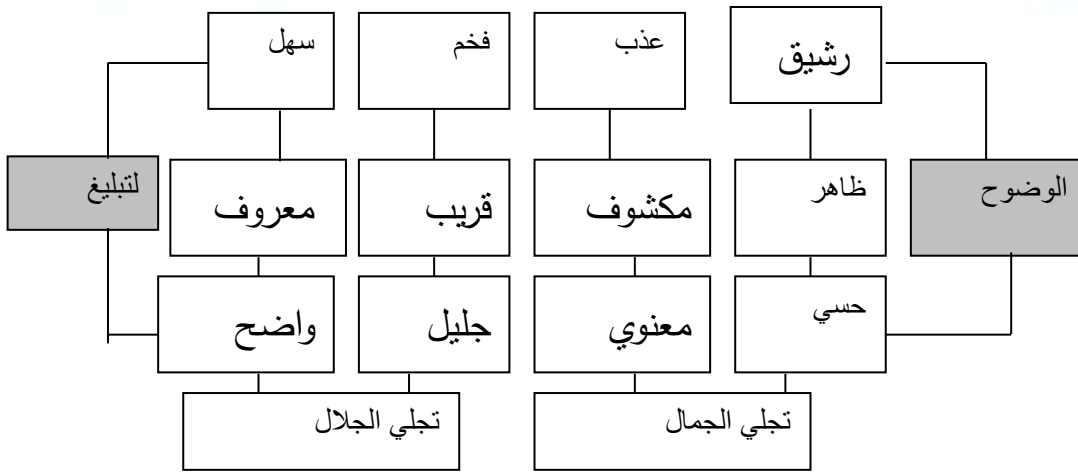 رشيق
عذب
فخم
سهل
الوضوح
ظاهر
مكشوف
قريب
معروف
لتبليغ
حسي
معنوي
جليل
واضح
تجلي الجمال
تجلي الجلال